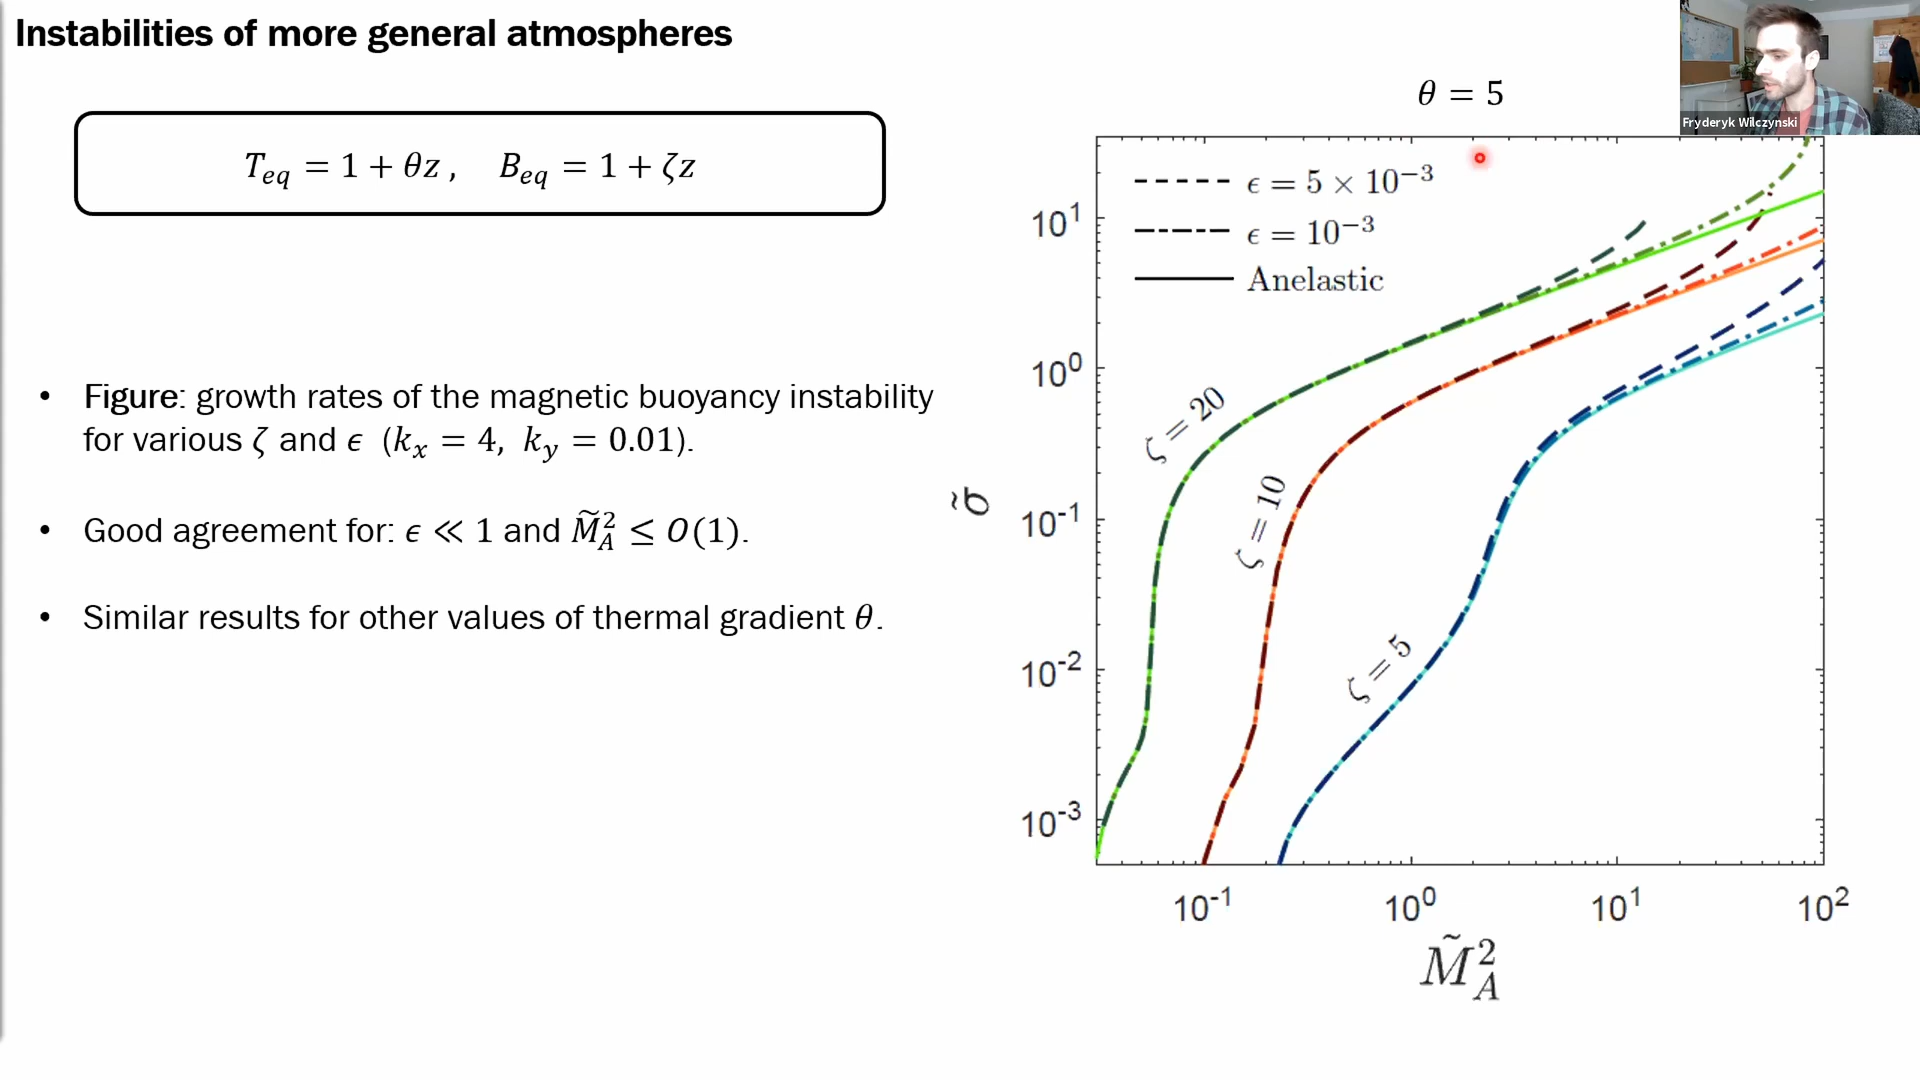 Instabilities of more general atmospheres
T_eq = 1 + θz , B_eq = 1 + ζz
• Figure: growth rates of the magnetic buoyancy instability
for various ζ and ϵ (k_x = 4, k_y = 0.01).
• Good agreement for: ϵ ≪ 1 and M̃_A^2 ≤ O(1).
• Similar results for other values of thermal gradient θ.
Fryderyk Wilczynski
θ = 5
ϵ = 5 × 10^-3
ϵ = 10^-3
Anelastic
ζ = 20
ζ = 10
ζ = 5
σ̃
10^1
10^0
10^-1
10^-2
10^-3
10^-1 10^0 10^1 10^2
M̃_A^2